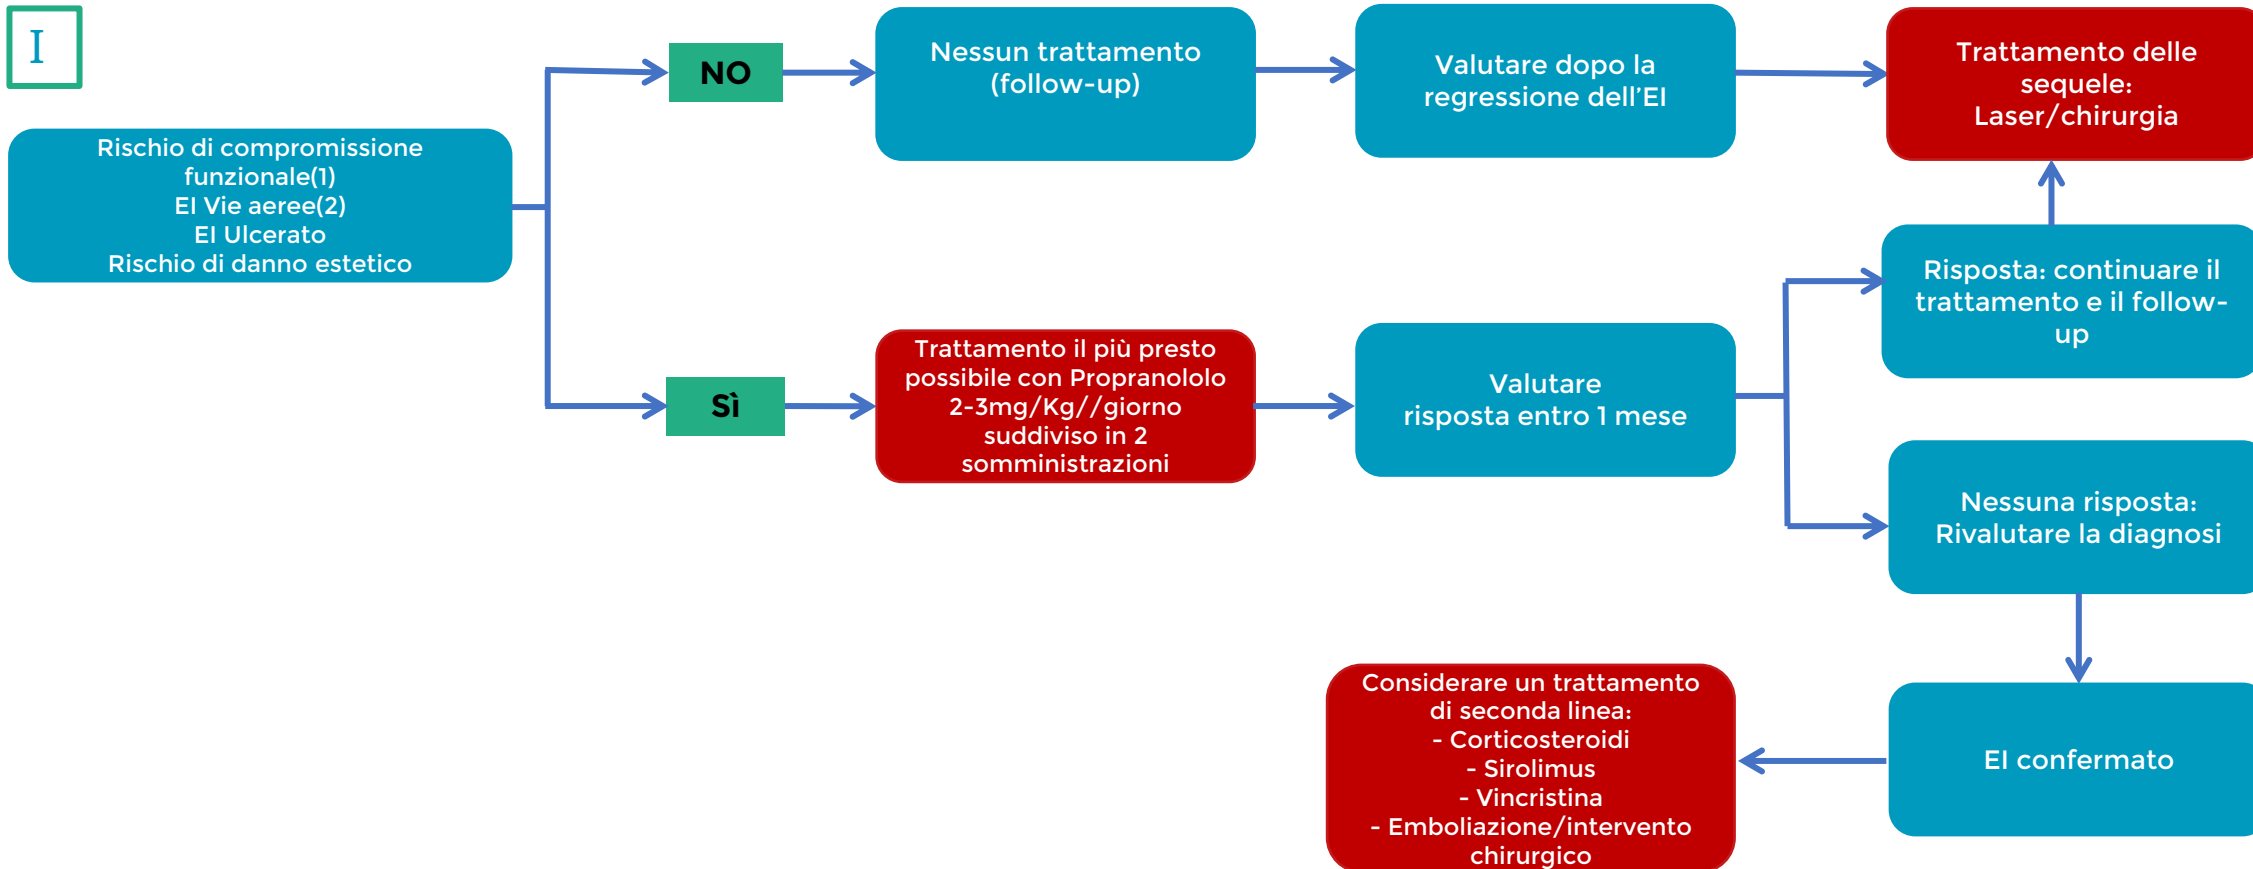 I
Rischio di compromissione
funzionale(1)
EI Vie aeree(2)
EI Ulcerato
Rischio di danno estetico
NO
Nessun trattamento
(follow-up)
Valutare dopo la
regressione dell'EI
Trattamento delle
sequele:
Laser/chirurgia
Sì
Trattamento il più presto
possibile con Propranololo
2-3mg/Kg//giorno
suddiviso in 2
somministrazioni
Valutare
risposta entro 1 mese
Risposta: continuare il
trattamento e il follow-
up
Nessuna risposta:
Rivalutare la diagnosi
EI confermato
Considerare un trattamento
di seconda linea:
- Corticosteroidi
- Sirolimus
- Vincristina
- Emboliazione/intervento
chirurgico